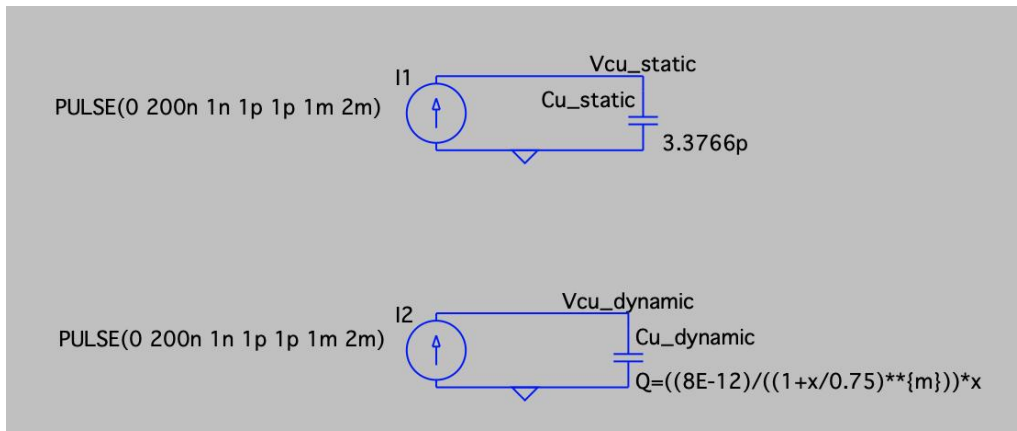 Vcu_static
I1
Cu_static
PULSE(0 200n 1n 1p 1p 1m 2m)
3.3766p
Vcu_dynamic
I2
Cu_dynamic
PULSE(0 200n 1n 1p 1p 1m 2m)
Q=((8E-12)/((1+x/0.75)**{m}))*x